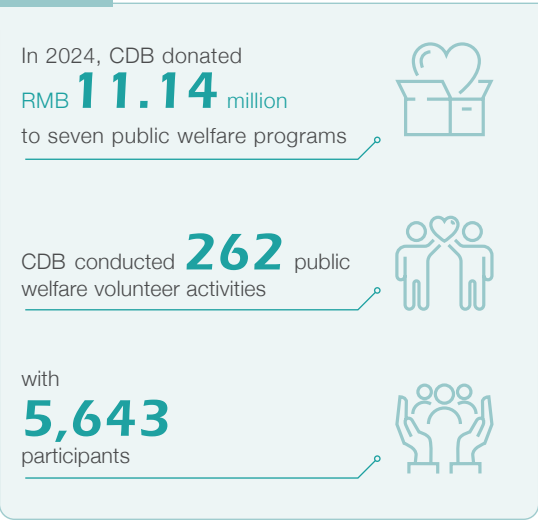 In 2024, CDB donated
RMB 11.14 million
to seven public welfare programs
CDB conducted 262 public
welfare volunteer activities
with
5,643
participants